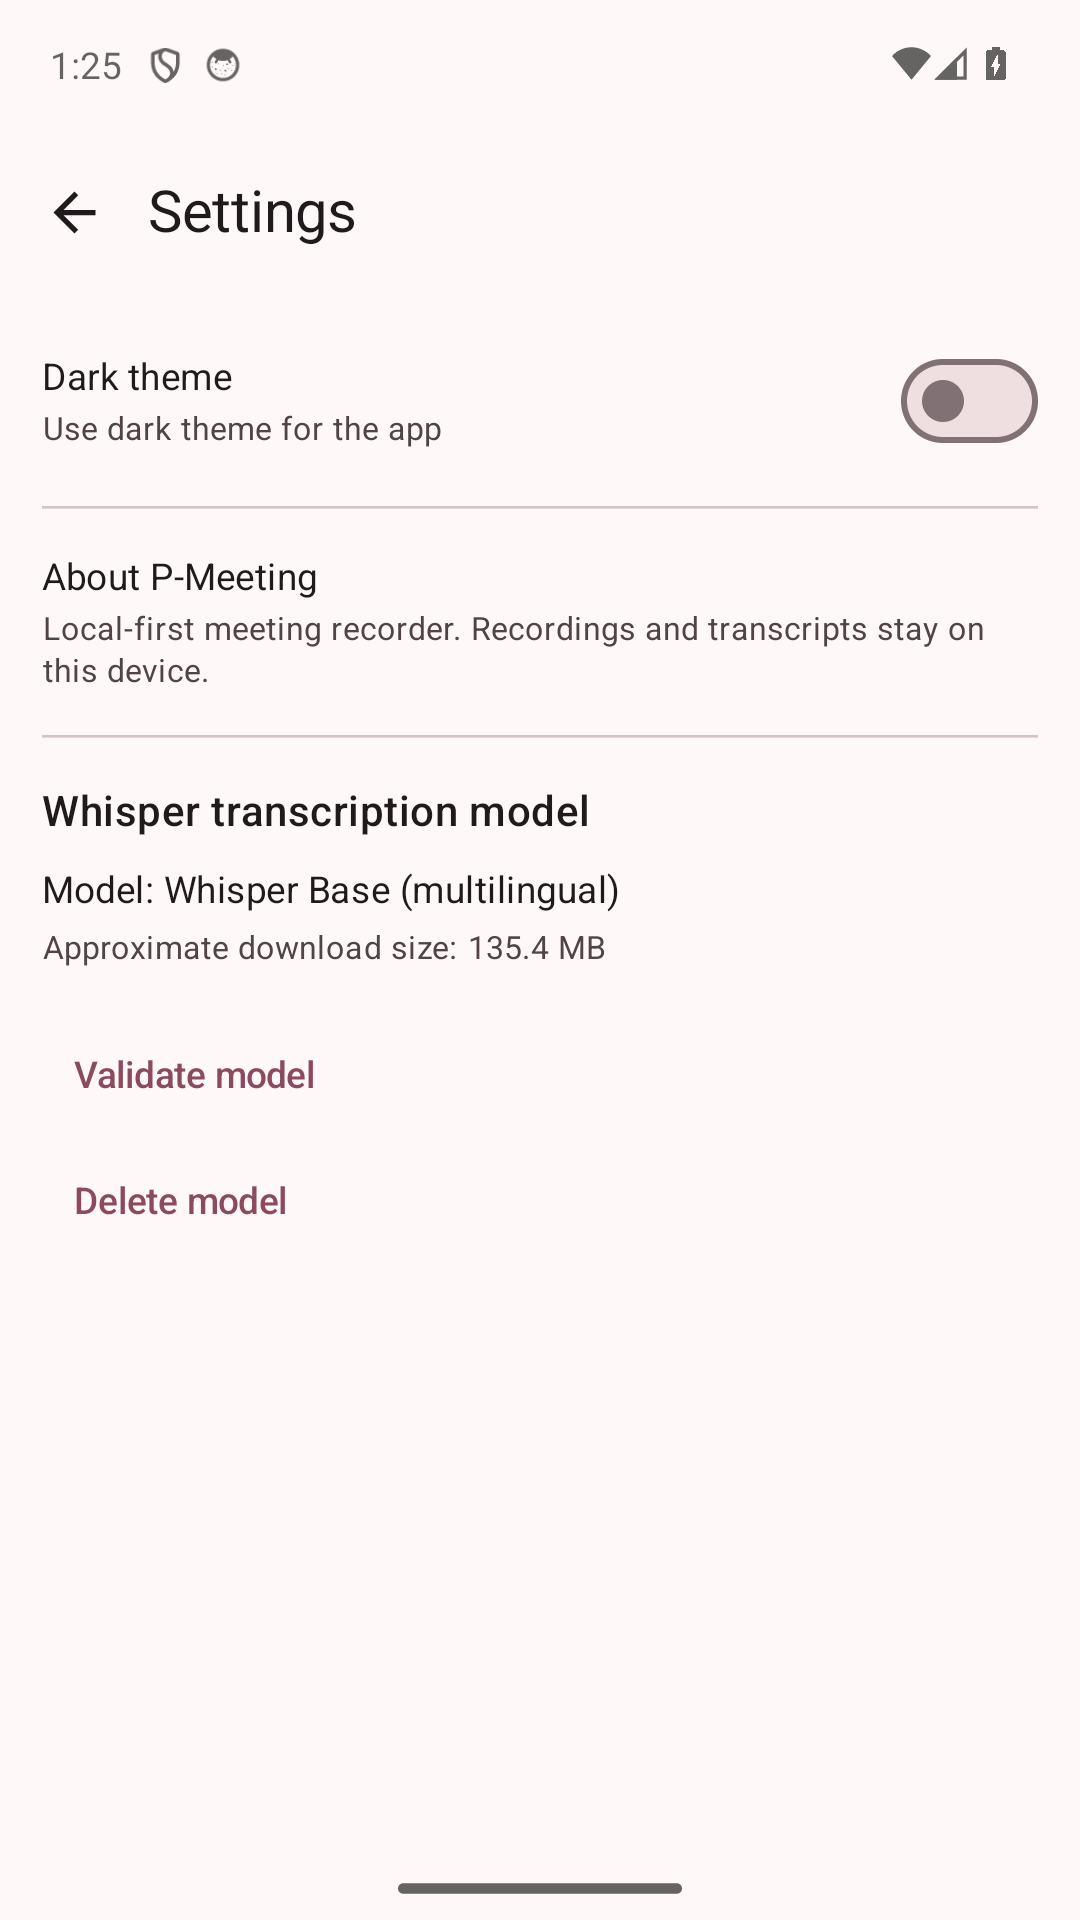 1:25
Settings
Dark theme
Use dark theme for the app
About P-Meeting
Local-first meeting recorder. Recordings and transcripts stay on
this device.
Whisper transcription model
Model: Whisper Base (multilingual)
Approximate download size: 135.4 MB
Validate model
Delete model